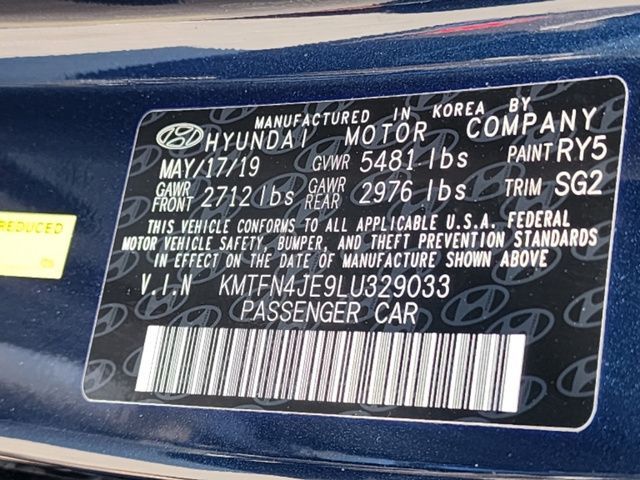 MANUFACTURED IN KOREA BY
HYUNDAI MOTOR COMPANY
MAY/17/19 GVWR 5481 lbs PAINT RY5
GAWR FRONT 2712 lbs GAWR REAR 2976 lbs TRIM SG2
THIS VEHICLE CONFORMS TO ALL APPLICABLE U.S.A. FEDERAL
MOTOR VEHICLE SAFETY, BUMPER, AND THEFT PREVENTION STANDARDS
IN EFFECT ON THE DATE OF MANUFACTURE SHOWN ABOVE
V.I.N KMTFN4JE9LU329033
PASSENGER CAR
REDUCED